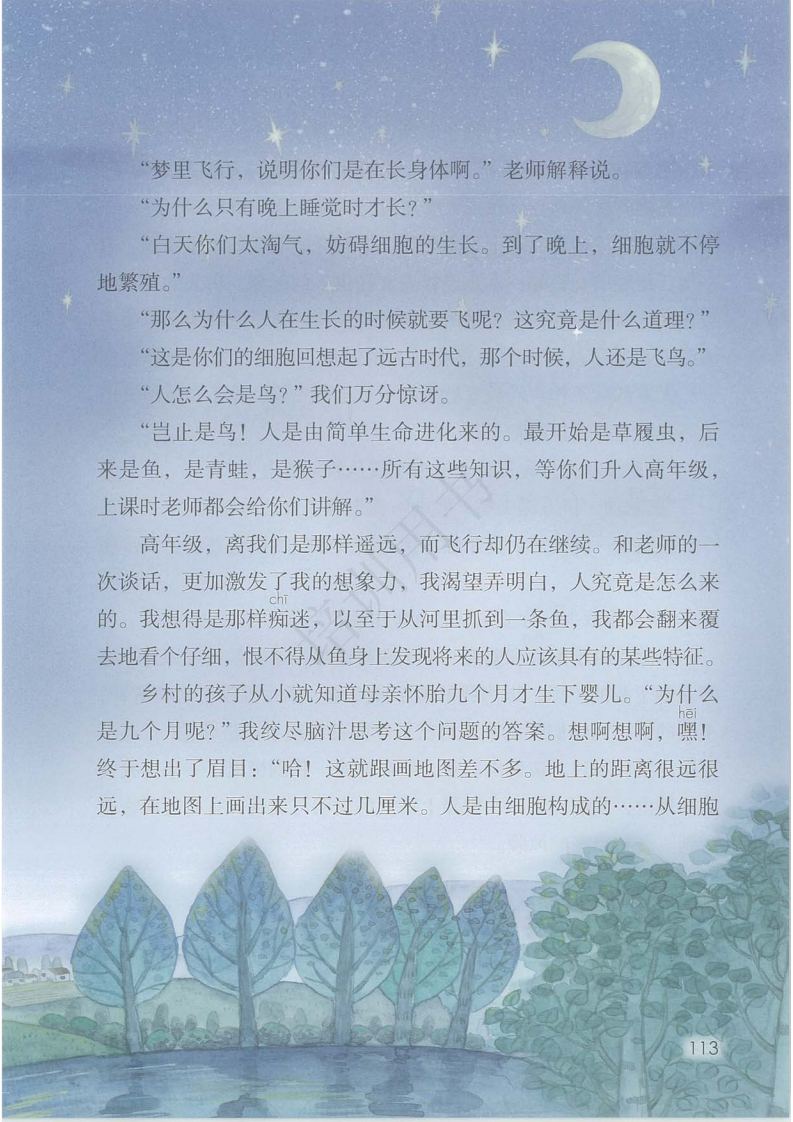 “梦里飞行，说明你们是在长身体啊。”老师解释说。
“为什么只有晚上睡觉时才长？”
“白天你们太淘气，妨碍细胞的生长。到了晚上，细胞就不停
地繁殖。”
“那么为什么人在生长的时候就要飞呢？这究竟是什么道理？”
“这是你们的细胞回想起了远古时代，那个时候，人还是飞鸟。”
“人怎么会是鸟？”我们万分惊讶。
“岂止是鸟！人是由简单生命进化来的。最开始是草履虫，后
来是鱼，是青蛙，是猴子……所有这些知识，等你们升入高年级，
上课时老师都会给你们讲解。”
高年级，离我们是那样遥远，而飞行却仍在继续。和老师的一
次谈话，更加激发了我的想象力，我渴望弄明白，人究竟是怎么来
chī
的。我想得是那样痴迷，以至于从河里抓到一条鱼，我都会翻来覆
去地看个仔细，恨不得从鱼身上发现将来的人应该具有的某些特征。
乡村的孩子从小就知道母亲怀胎九个月才生下婴儿。“为什么
hēi
是九个月呢？”我绞尽脑汁思考这个问题的答案。想啊想啊，嘿！
终于想出了眉目：“哈！这就跟画地图差不多。地上的距离很远很
远，在地图上画出来只不过几厘米。人是由细胞构成的……从细胞
培训用书
113